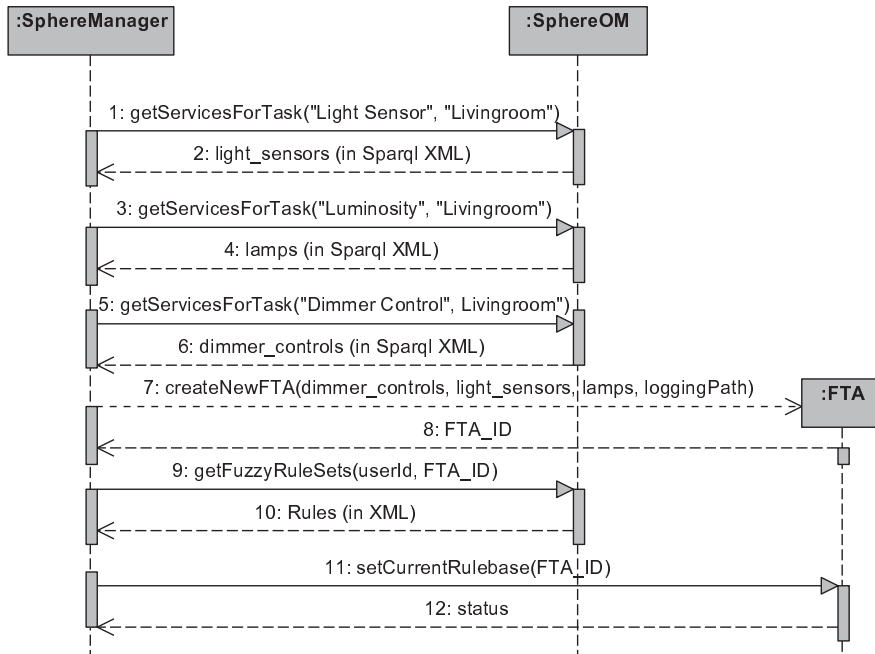 :SphereManager
:SphereOM
1: getServicesForTask("Light Sensor", "Livingroom")
2: light_sensors (in Sparql XML)
3: getServicesForTask("Luminosity", "Livingroom")
4: lamps (in Sparql XML)
5: getServicesForTask("Dimmer Control", Livingroom")
6: dimmer_controls (in Sparql XML)
7: createNewFTA(dimmer_controls, light_sensors, lamps, loggingPath)
:FTA
8: FTA_ID
9: getFuzzyRuleSets(userId, FTA_ID)
10: Rules (in XML)
11: setCurrentRulebase(FTA_ID)
12: status